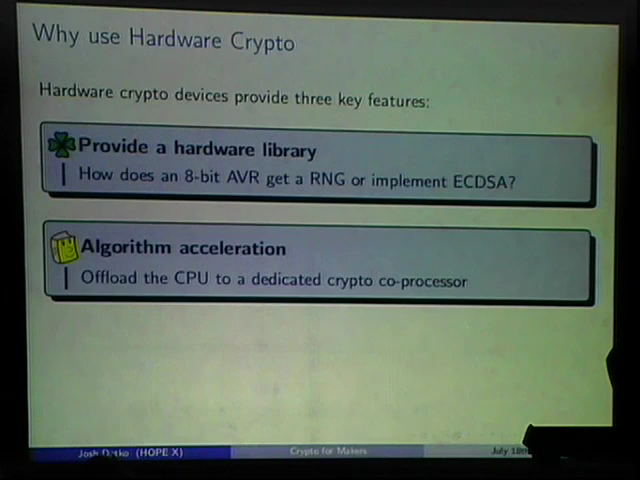 Why use Hardware Crypto
Hardware crypto devices provide three key features:
Provide a hardware library
How does an 8-bit AVR get a RNG or implement ECDSA?
Algorithm acceleration
Offload the CPU to a dedicated crypto co-processor
Josh (HOPE X) Crypto for Makers July